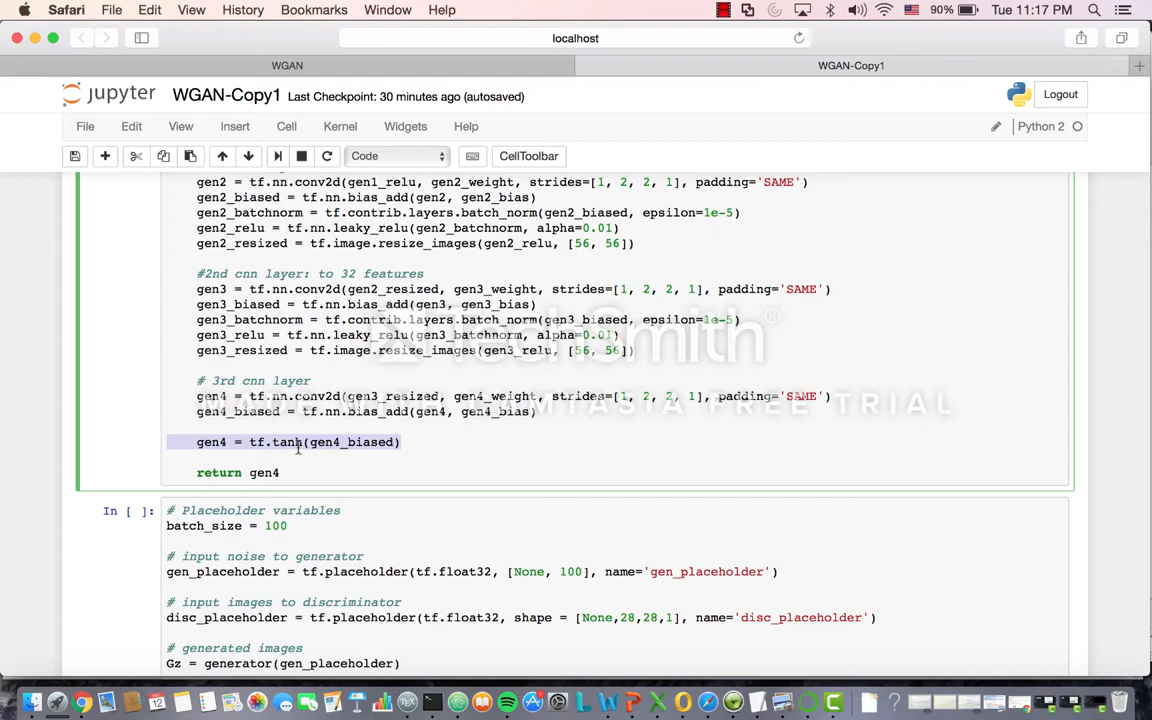 Safari File Edit View History Bookmarks Window Help 90% Tue 11:17 PM
localhost
WGAN WGAN-Copy1
jupyter WGAN-Copy1 Last Checkpoint: 30 minutes ago (autosaved) Logout
File Edit View Insert Cell Kernel Widgets Help Python 2
Code CellToolbar
gen2 = tf.nn.conv2d(gen1_relu, gen2_weight, strides=[1, 2, 2, 1], padding='SAME')
gen2_biased = tf.nn.bias_add(gen2, gen2_bias)
gen2_batchnorm = tf.contrib.layers.batch_norm(gen2_biased, epsilon=1e-5)
gen2_relu = tf.nn.leaky_relu(gen2_batchnorm, alpha=0.01)
gen2_resized = tf.image.resize_images(gen2_relu, [56, 56])
#2nd cnn layer: to 32 features
gen3 = tf.nn.conv2d(gen2_resized, gen3_weight, strides=[1, 2, 2, 1], padding='SAME')
gen3_biased = tf.nn.bias_add(gen3, gen3_bias)
gen3_batchnorm = tf.contrib.layers.batch_norm(gen3_biased, epsilon=1e-5)
gen3_relu = tf.nn.leaky_relu(gen3_batchnorm, alpha=0.01)
gen3_resized = tf.image.resize_images(gen3_relu, [56, 56])
TechSmith®
# 3rd cnn layer
gen4 = tf.nn.conv2d(gen3_resized, gen4_weight, strides=[1, 2, 2, 1], padding='SAME')
MADE WITH CAMTASIA FREE TRIAL
gen4_biased = tf.nn.bias_add(gen4, gen4_bias)
gen4 = tf.tanh(gen4_biased)
return gen4
In [ ]: # Placeholder variables
batch_size = 100
# input noise to generator
gen_placeholder = tf.placeholder(tf.float32, [None, 100], name='gen_placeholder')
# input images to discriminator
disc_placeholder = tf.placeholder(tf.float32, shape = [None,28,28,1], name='disc_placeholder')
# generated images
Gz = generator(gen_placeholder)